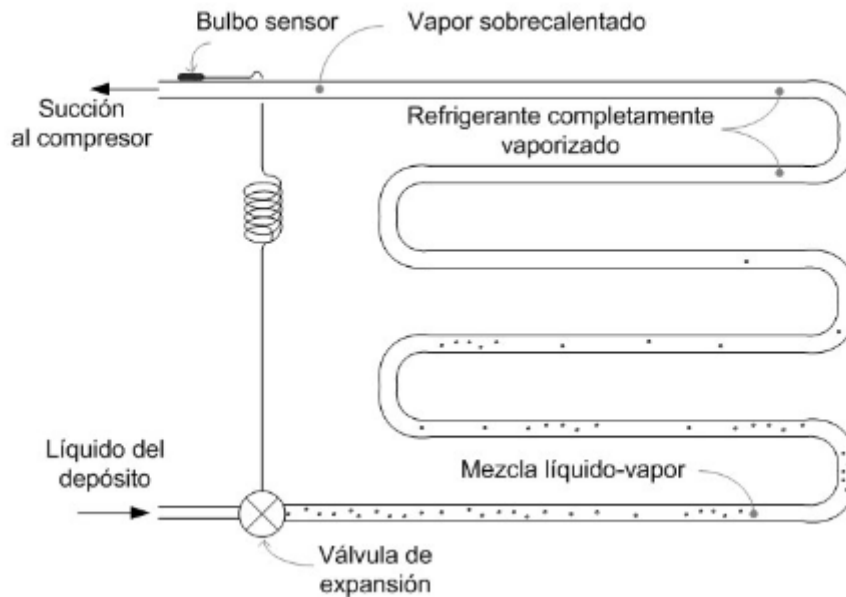 Bulbo sensor
Vapor sobrecalentado
Succión
al compresor
Refrigerante completamente
vaporizado
Líquido del
depósito
Mezcla líquido-vapor
Válvula de
expansión